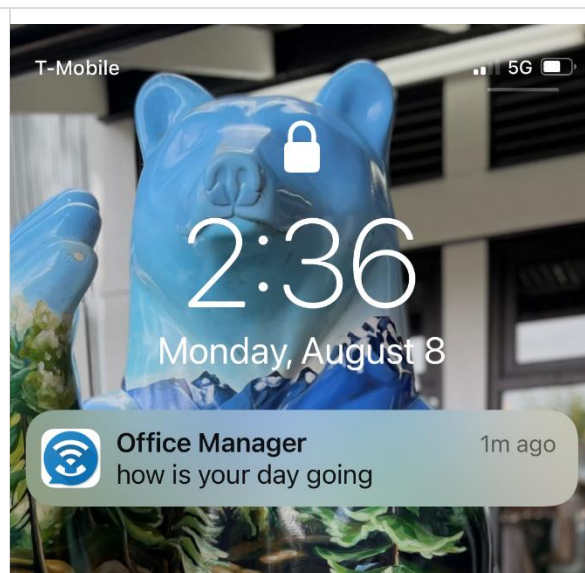 T-Mobile 5G
2:36
Monday, August 8
Office Manager 1m ago
how is your day going